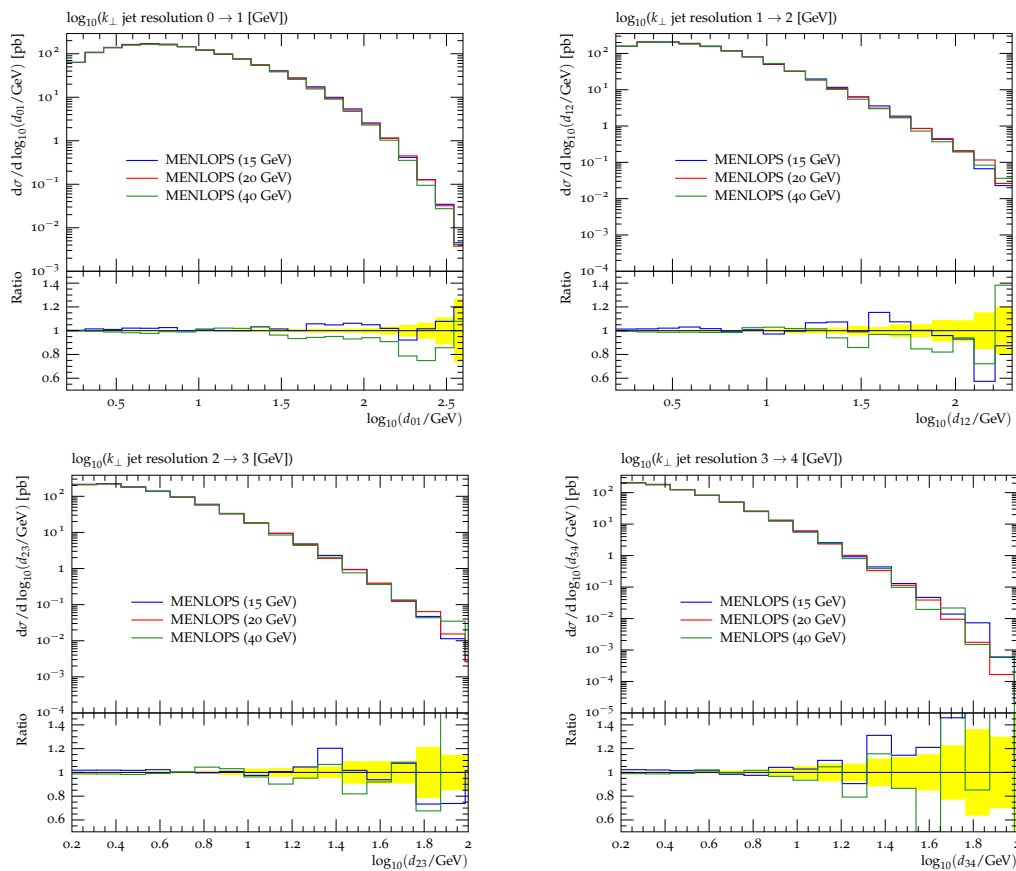 log10(k⊥ jet resolution 0 → 1 [GeV])
dσ/d log10(d01/GeV) [pb]
10^2
10^1
1
10^−1
10^−2
10^−3
MENLOPS (15 GeV)
MENLOPS (20 GeV)
MENLOPS (40 GeV)
Ratio
1.4
1.2
1.0
0.8
0.6
0.5 1 1.5 2 2.5
log10(d01/GeV)
log10(k⊥ jet resolution 1 → 2 [GeV])
dσ/d log10(d12/GeV) [pb]
10^2
10^1
1
10^−1
10^−2
10^−3
10^−4
MENLOPS (15 GeV)
MENLOPS (20 GeV)
MENLOPS (40 GeV)
Ratio
1.4
1.2
1.0
0.8
0.6
0.5 1 1.5 2
log10(d12/GeV)
log10(k⊥ jet resolution 2 → 3 [GeV])
dσ/d log10(d23/GeV) [pb]
10^2
10^1
1
10^−1
10^−2
10^−3
10^−4
MENLOPS (15 GeV)
MENLOPS (20 GeV)
MENLOPS (40 GeV)
Ratio
1.4
1.2
1
0.8
0.6
0.2 0.4 0.6 0.8 1 1.2 1.4 1.6 1.8 2
log10(d23/GeV)
log10(k⊥ jet resolution 3 → 4 [GeV])
dσ/d log10(d34/GeV) [pb]
10^2
10^1
1
10^−1
10^−2
10^−3
10^−4
10^−5
MENLOPS (15 GeV)
MENLOPS (20 GeV)
MENLOPS (40 GeV)
Ratio
1.4
1.2
1
0.8
0.6
0.2 0.4 0.6 0.8 1 1.2 1.4 1.6 1.8 2
log10(d34/GeV)